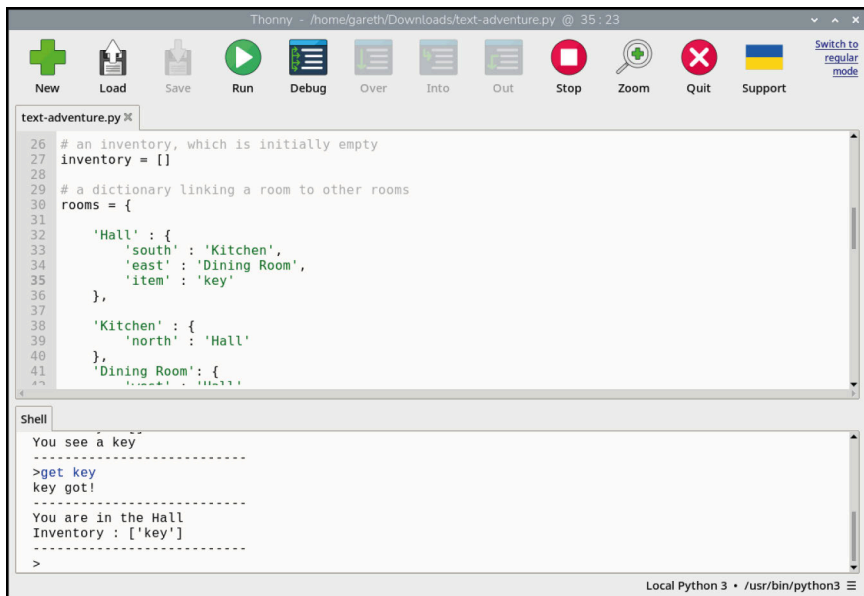 Thonny - /home/gareth/Downloads/text-adventure.py @ 35:23
Switch to
regular
mode
New Load Save Run Debug Over Into Out Stop Zoom Quit Support
text-adventure.py
26 # an inventory, which is initially empty
27 inventory = []
28
29 # a dictionary linking a room to other rooms
30 rooms = {
31
32 'Hall' : {
33 'south' : 'Kitchen',
34 'east' : 'Dining Room',
35 'item' : 'key'
36 },
37
38 'Kitchen' : {
39 'north' : 'Hall'
40 },
41 'Dining Room': {
Shell
You see a key
---------------------------
>get key
key got!
---------------------------
You are in the Hall
Inventory : ['key']
---------------------------
>
Local Python 3 • /usr/bin/python3 ☰